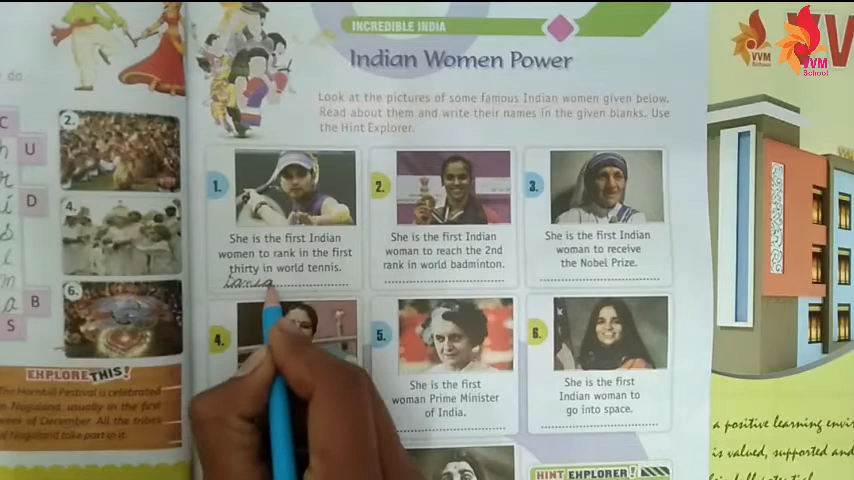 VVM
School
VVM
School
INCREDIBLE INDIA
Indian Women Power
do
Look at the pictures of some famous Indian women given below.
Read about them and write their names in the given blanks. Use
the Hint Explorer.
C
h
r
i
s
i
m
a
S
U
D
B
2.
4.
6.
1.
She is the first Indian
women to rank in the first
thirty in world tennis.
2.
She is the first Indian
woman to reach the 2nd
rank in world badminton.
3.
She is the first Indian
woman to receive
the Nobel Prize.
4.
5.
She is the first
woman Prime Minister
of India.
6.
She is the first
Indian woman to
go into space.
EXPLORE THIS!
The Hornbill Festival is celebrated
in Nagaland, usually in the first
week of December. All the tribes
of Nagaland take part in it.
HINT EXPLORER!
a positive learning
is valued, supported and